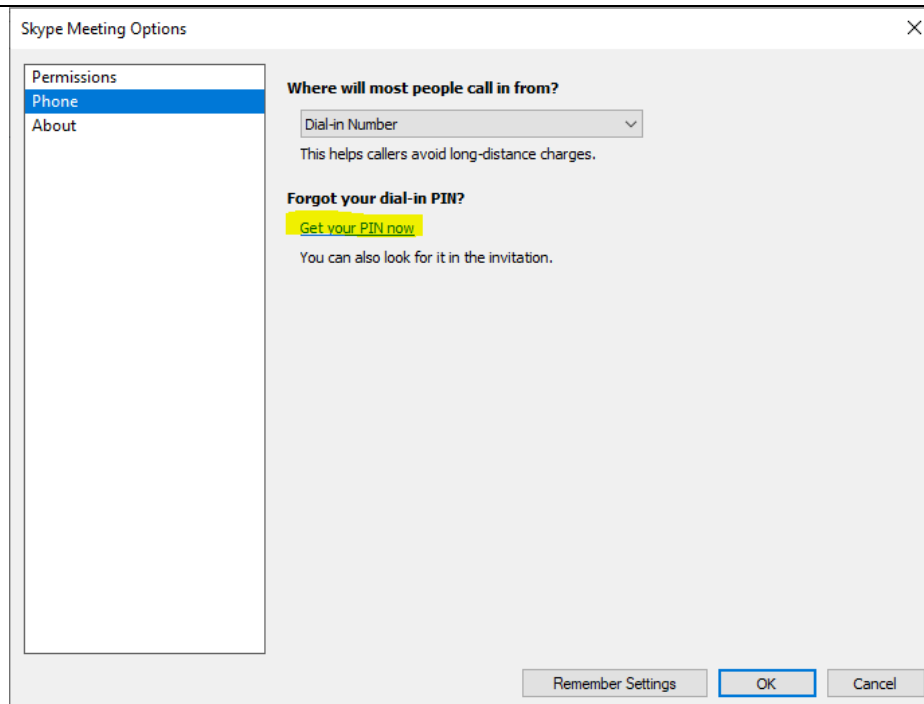 Skype Meeting Options
Permissions
Phone
About
Where will most people call in from?
Dial-in Number
This helps callers avoid long-distance charges.
Forgot your dial-in PIN?
Get your PIN now
You can also look for it in the invitation.
Remember Settings
OK
Cancel